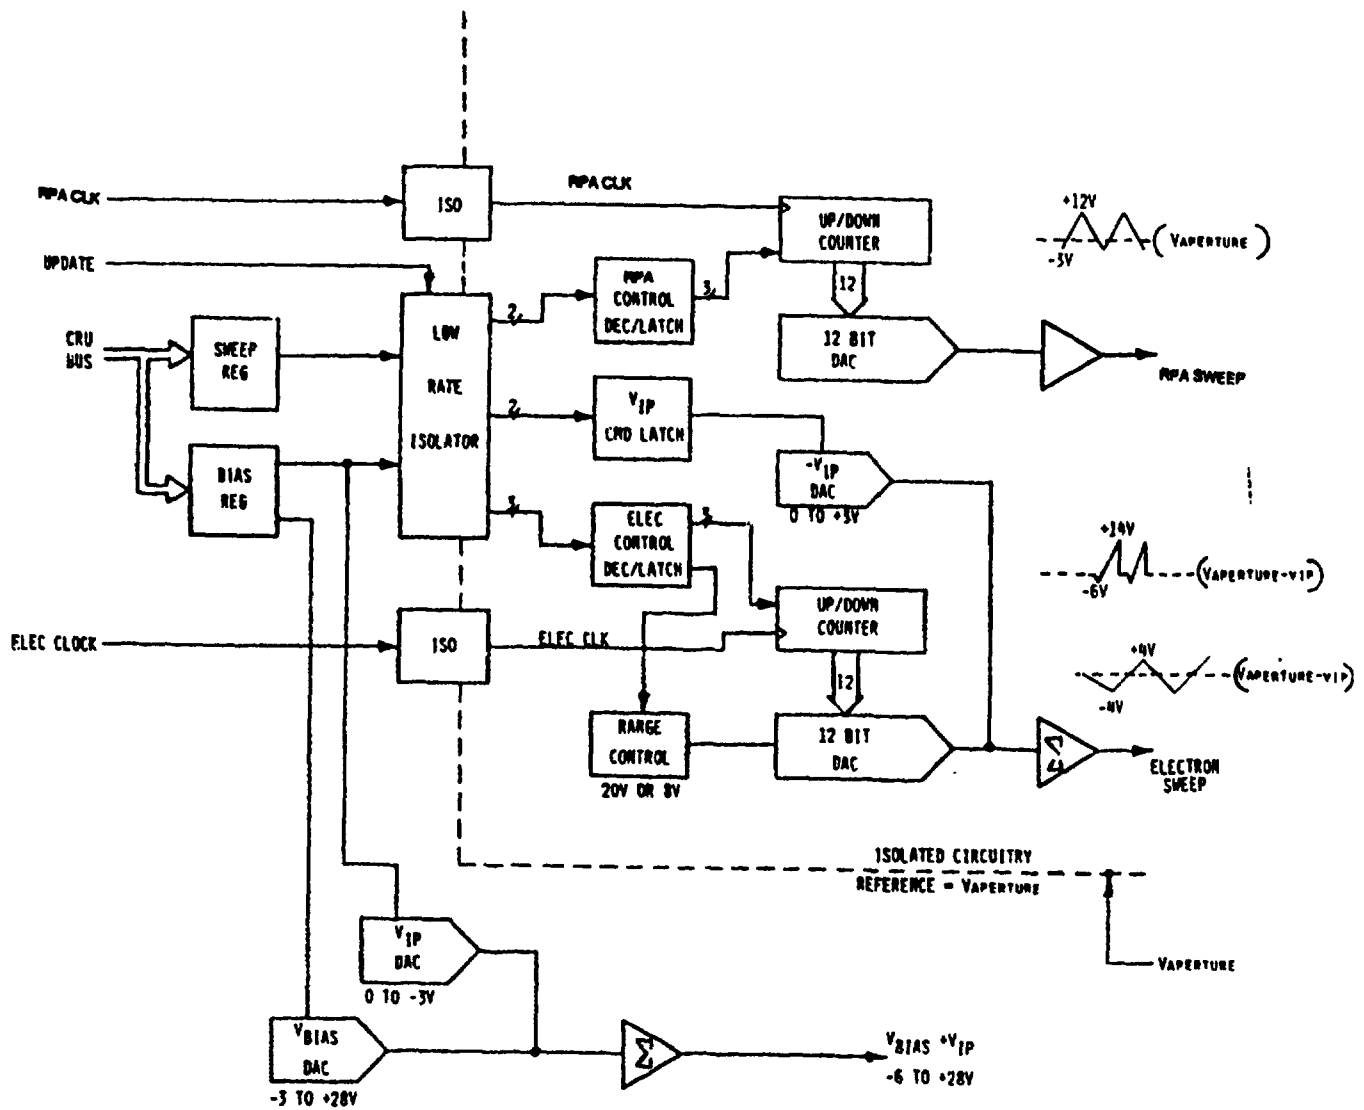 RPA CLK
ISO
RPA CLK
UP/DOWN
COUNTER
+12V
(VAPERTURE)
-3V
UPDATE
LOW
RATE
ISOLATOR
2
RPA
CONTROL
DEC/LATCH
3
12
12 BIT
DAC
RPA SWEEP
CRU
BUS
SWEEP
REG
2
VIP
CMD LATCH
BIAS
REG
-VIP
DAC
0 TO +3V
3
ELEC
CONTROL
DEC/LATCH
3
+14V
(VAPERTURE-VIP)
-6V
UP/DOWN
COUNTER
ELEC CLOCK
ISO
ELEC CLK
+4V
(VAPERTURE-VIP)
-4V
12
RANGE
CONTROL
20V OR 8V
12 BIT
DAC
Σ
ELECTRON
SWEEP
ISOLATED CIRCUITRY
REFERENCE = VAPERTURE
VAPERTURE
VIP
DAC
0 TO -3V
VBIAS
DAC
-3 TO +28V
Σ
VBIAS +VIP
-6 TO +28V